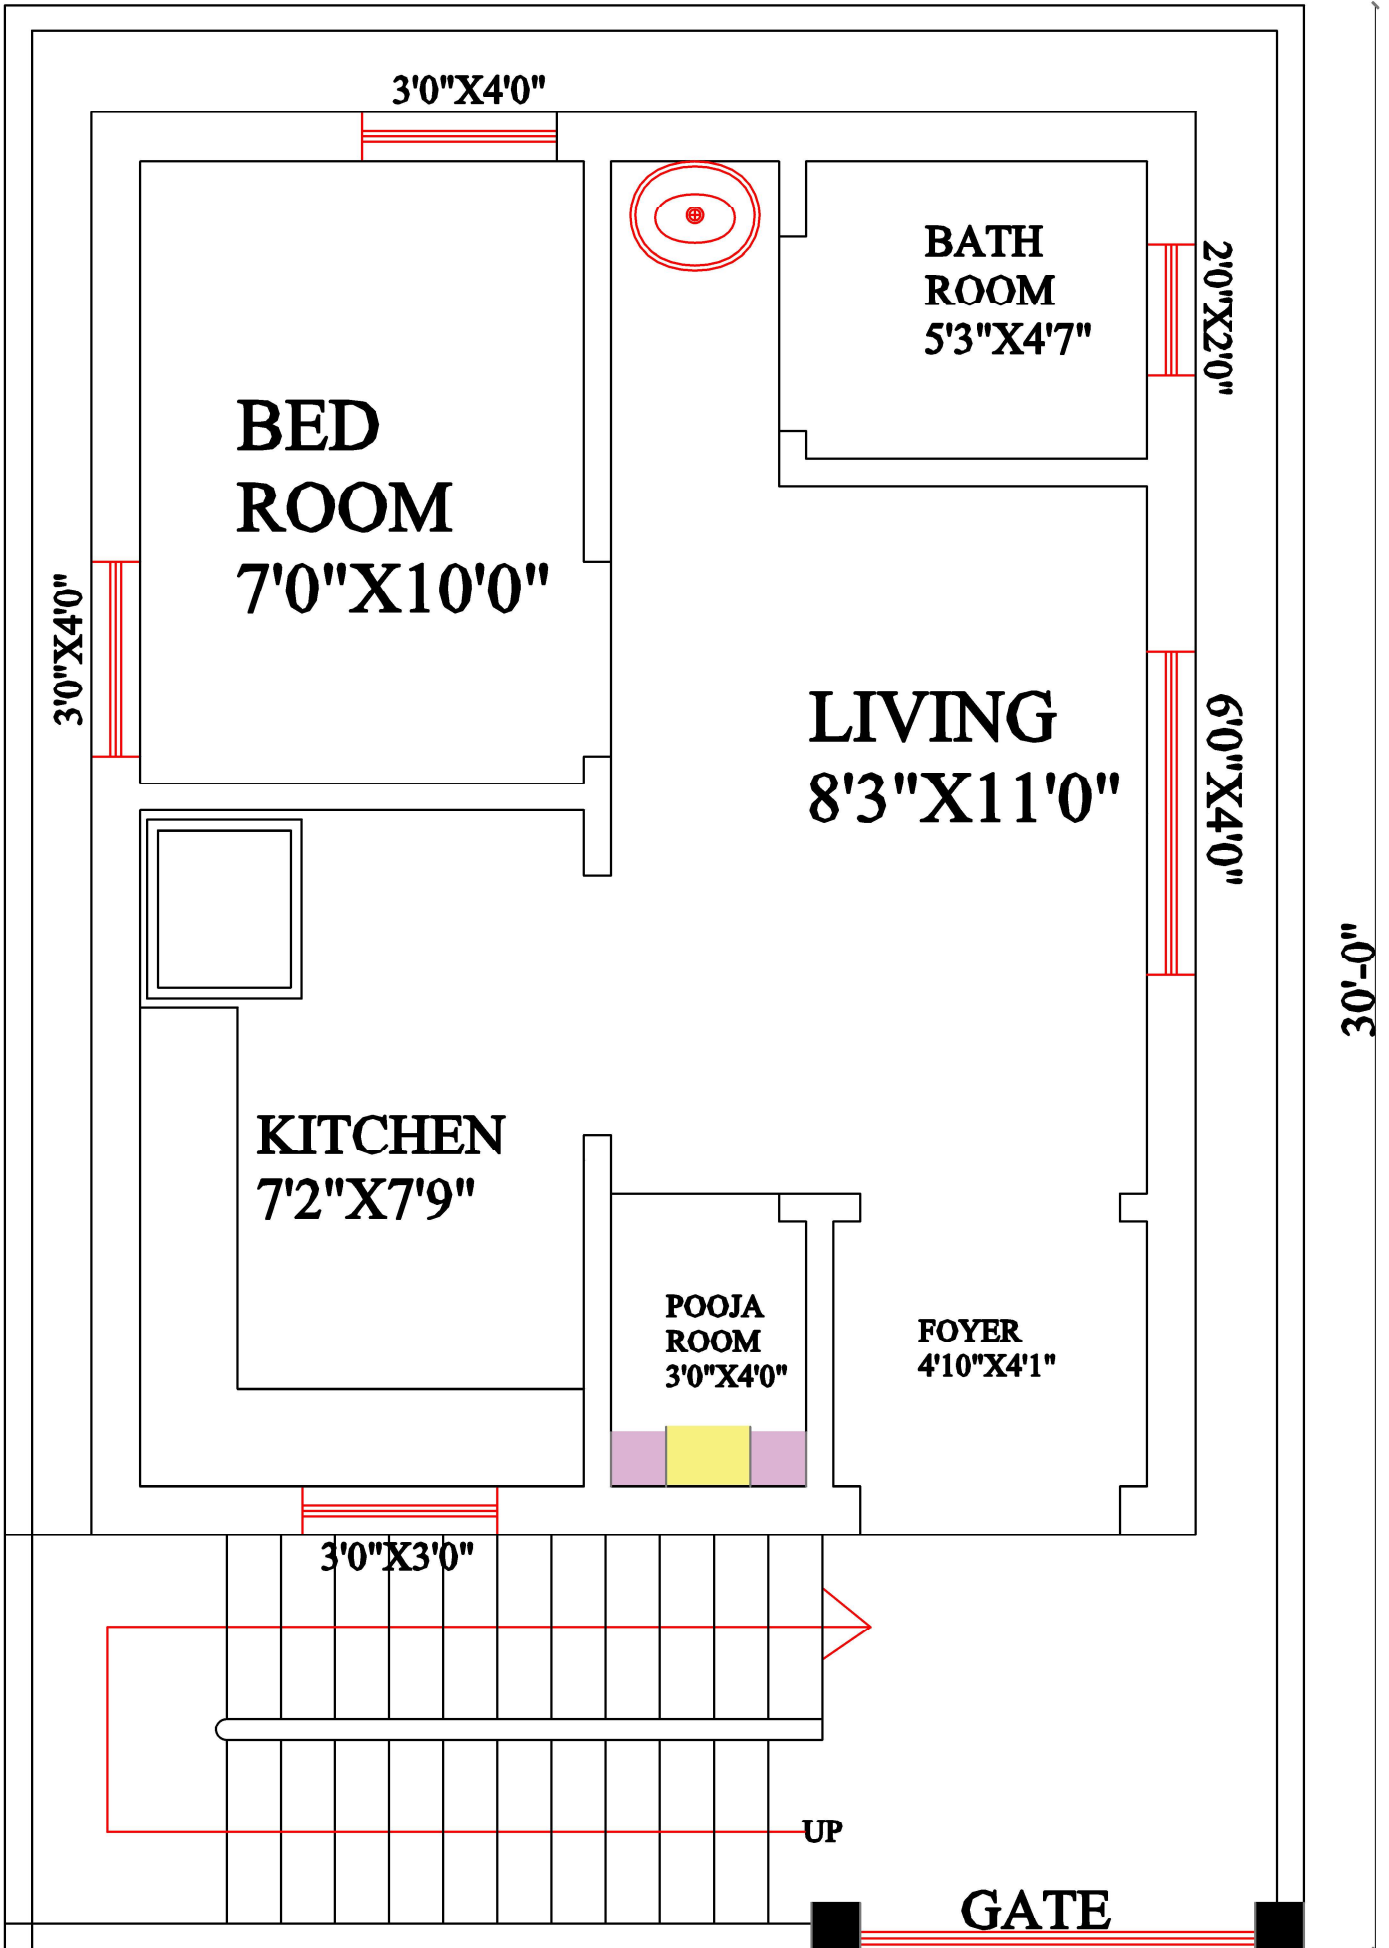 3'0"X4'0"
BATH
ROOM
5'3"X4'7"
2'0"X2'0"
BED
ROOM
7'0"X10'0"
3'0"X4'0"
LIVING
8'3"X11'0"
6'0"X4'0"
30'-0"
KITCHEN
7'2"X7'9"
POOJA
ROOM
3'0"X4'0"
FOYER
4'10"X4'1"
3'0"X3'0"
UP
GATE